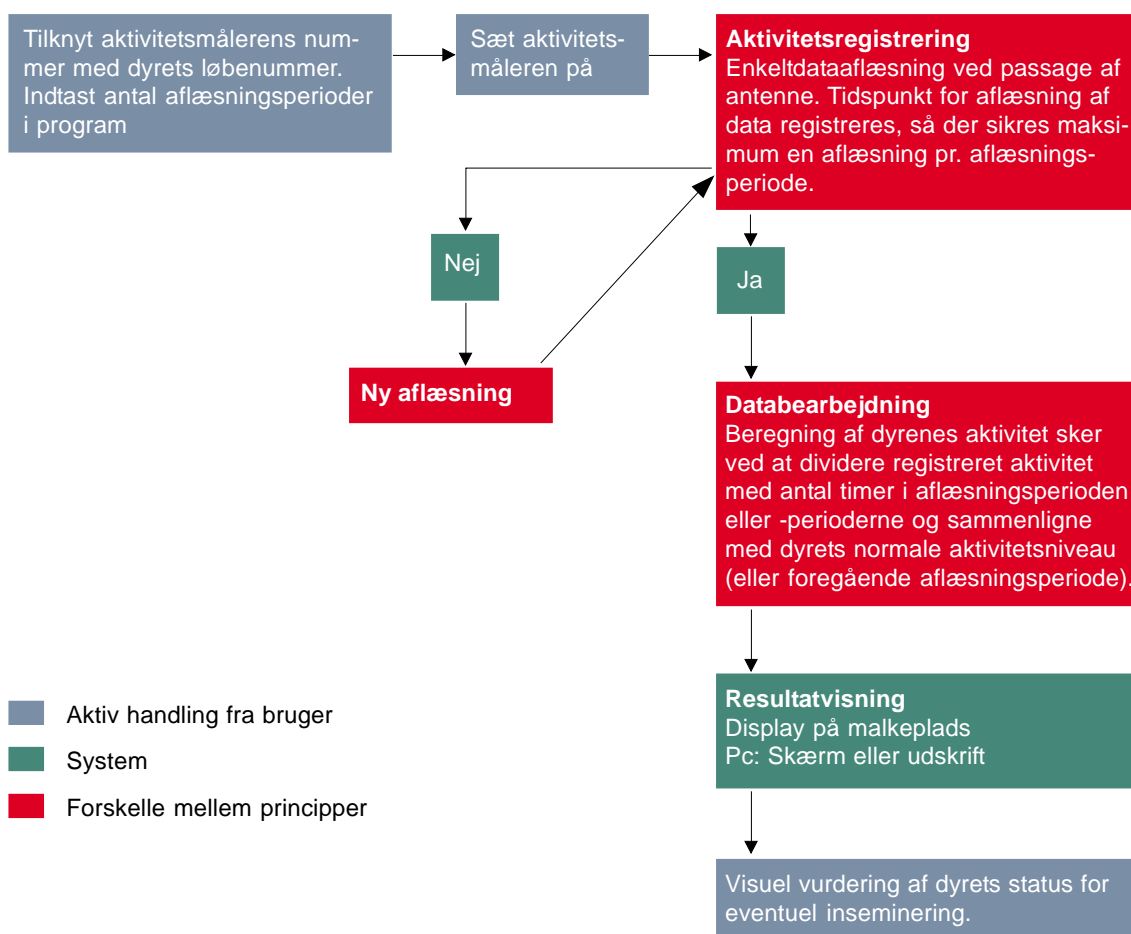 Tilknyt aktivitetsmålerens num-
mer med dyrets løbenummer.
Indtast antal aflæsningsperioder
i program
Sæt aktivitets-
måleren på
Aktivitetsregistrering
Enkeltdataaflæsning ved passage af
antenne. Tidspunkt for aflæsning af
data registreres, så der sikres maksi-
mum en aflæsning pr. aflæsnings-
periode.
Nej
Ja
Ny aflæsning
Databearbejdning
Beregning af dyrenes aktivitet sker
ved at dividere registreret aktivitet
med antal timer i aflæsningsperioden
eller -perioderne og sammenligne
med dyrets normale aktivitetsniveau
(eller foregående aflæsningsperiode).
Resultatvisning
Display på malkeplads
Pc: Skærm eller udskrift
Visuel vurdering af dyrets status for
eventuel inseminering.
Aktiv handling fra bruger
System
Forskelle mellem principper